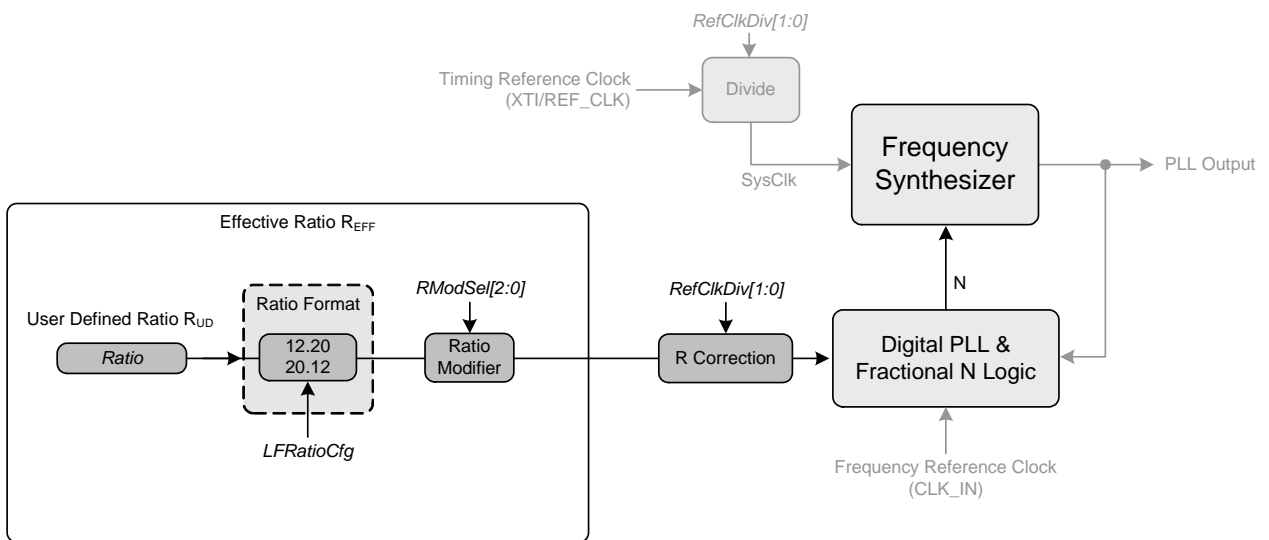 RefClkDiv[1:0]
Timing Reference Clock
(XTI/REF_CLK)
Divide
SysClk
Frequency
Synthesizer
PLL Output
Effective Ratio REFF
N
User Defined Ratio RUD
Ratio
Ratio Format
12.20
20.12
LFRatioCfg
RModSel[2:0]
Ratio
Modifier
RefClkDiv[1:0]
R Correction
Digital PLL &
Fractional N Logic
Frequency Reference Clock
(CLK_IN)